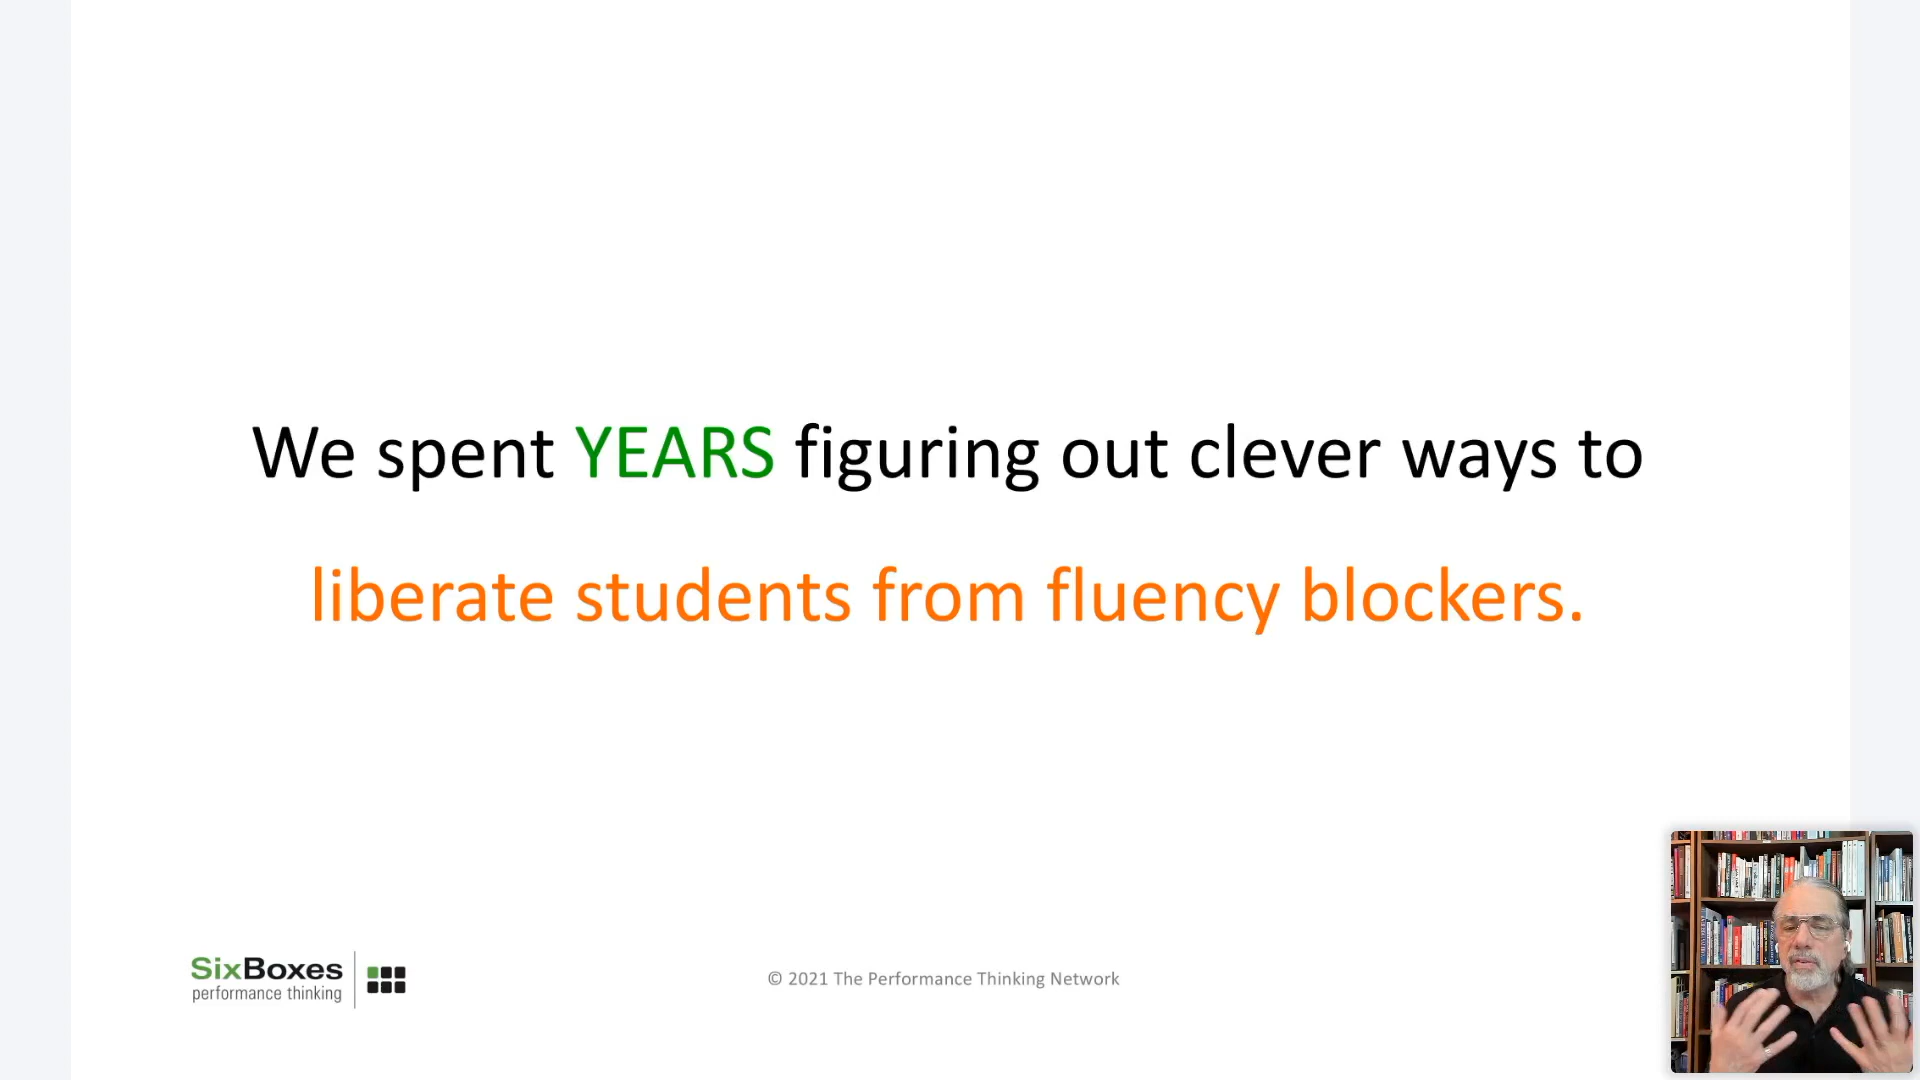 We spent YEARS figuring out clever ways to
liberate students from fluency blockers.
SixBoxes
performance thinking
© 2021 The Performance Thinking Network